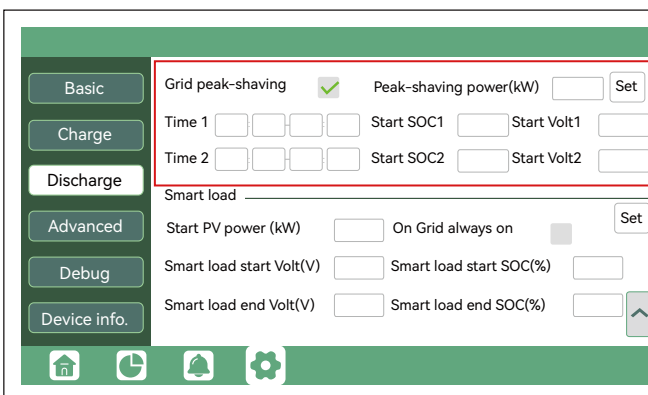 Basic
Charge
Discharge
Advanced
Debug
Device info.
Grid peak-shaving Peak-shaving power(kW) Set
Time 1 Start SOC1 Start Volt1
Time 2 Start SOC2 Start Volt2
Smart load
Start PV power (kW) On Grid always on Set
Smart load start Volt(V) Smart load start SOC(%)
Smart load end Volt(V) Smart load end SOC(%)